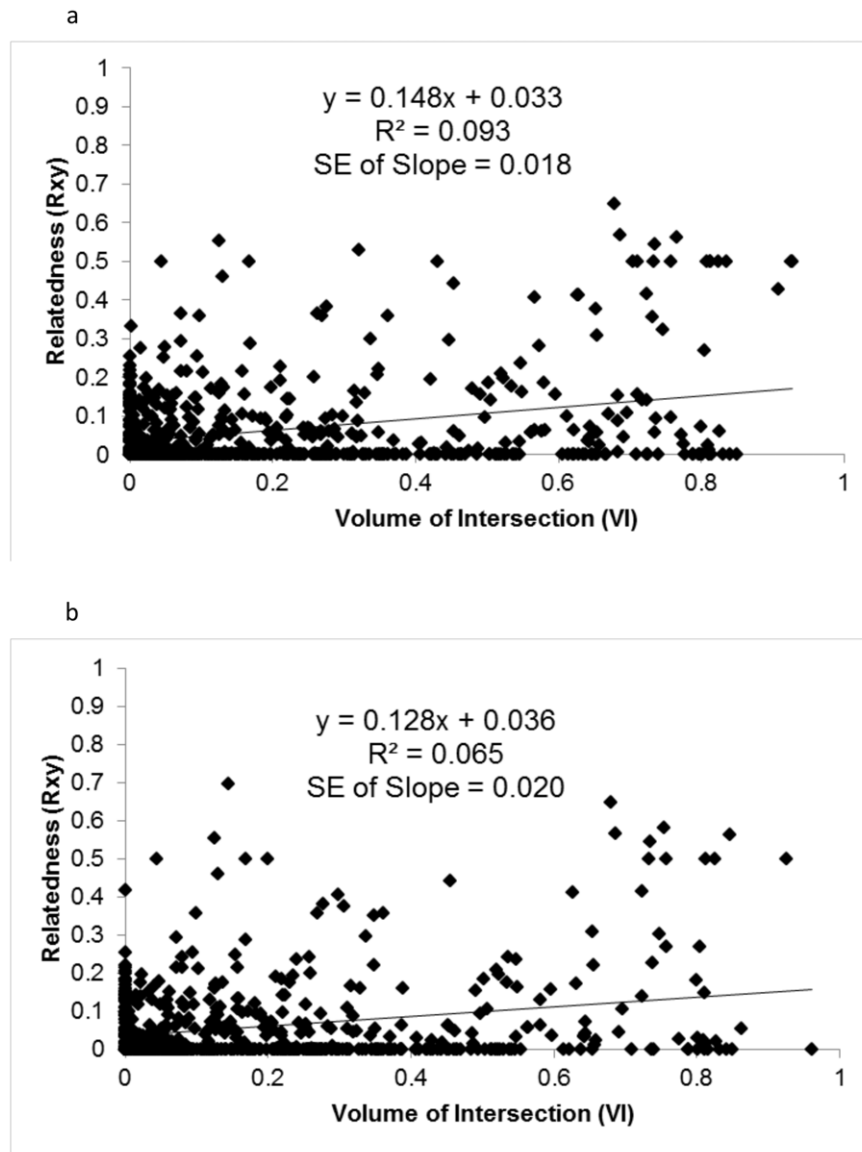 a
1
0.9
0.8
0.7
0.6
0.5
0.4
0.3
0.2
0.1
0
Relatedness (Rxy)
y = 0.148x + 0.033
R² = 0.093
SE of Slope = 0.018
0 0.2 0.4 0.6 0.8 1
Volume of Intersection (VI)
b
1
0.9
0.8
0.7
0.6
0.5
0.4
0.3
0.2
0.1
0
Relatedness (Rxy)
y = 0.128x + 0.036
R² = 0.065
SE of Slope = 0.020
0 0.2 0.4 0.6 0.8 1
Volume of Intersection (VI)